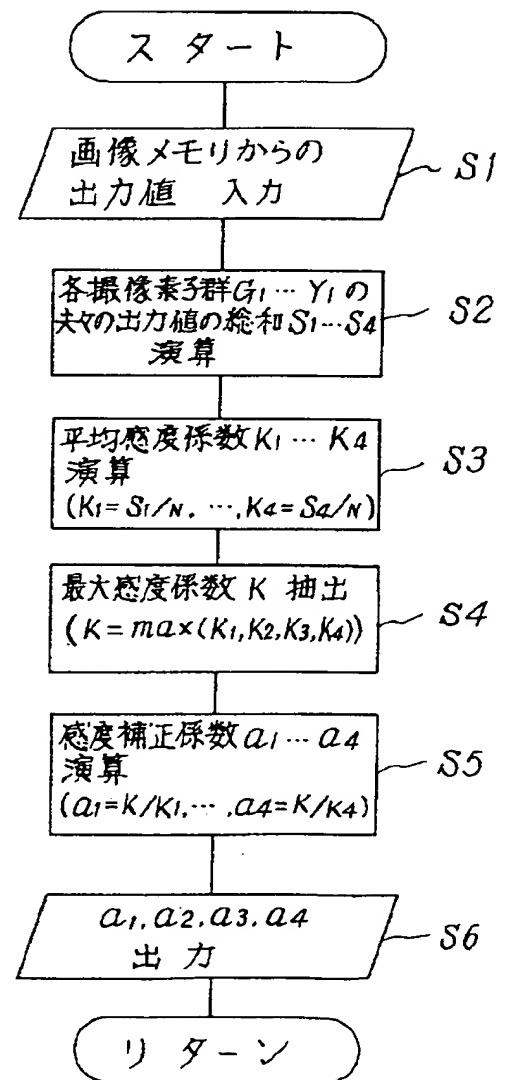 スタート
画像メモリからの
出力値 入力
S1
各撮像素子群G1…Y1の
夫々の出力値の総和S1…S4
演算
S2
平均感度係数K1…K4
演算
(K1=S1/N,…,K4=S4/N)
S3
最大感度係数 K 抽出
(K=max(K1,K2,K3,K4))
S4
感度補正係数a1…a4
演算
(a1=K/K1,…,a4=K/K4)
S5
a1,a2,a3,a4
出力
S6
リターン